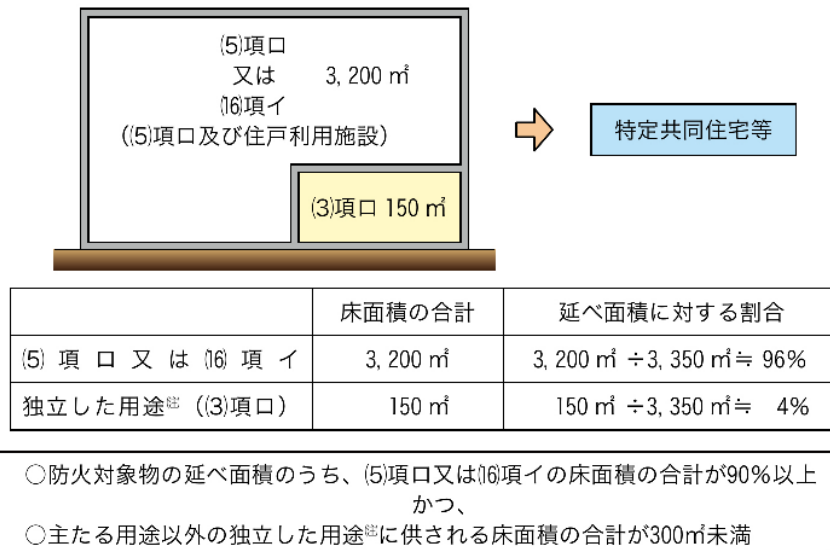 ⑸項ロ
又は 3,200㎡
⒃項イ
(⑸項ロ及び住戸利用施設)
特定共同住宅等
⑶項ロ 150㎡
床面積の合計 延べ面積に対する割合
⑸項ロ又は⒃項イ 3,200㎡ 3,200㎡÷3,350㎡≒96%
独立した用途注(⑶項ロ) 150㎡ 150㎡÷3,350㎡≒ 4%
○防火対象物の延べ面積のうち、⑸項ロ又は⒃項イの床面積の合計が90%以上
かつ、
○主たる用途以外の独立した用途注に供される床面積の合計が300㎡未満